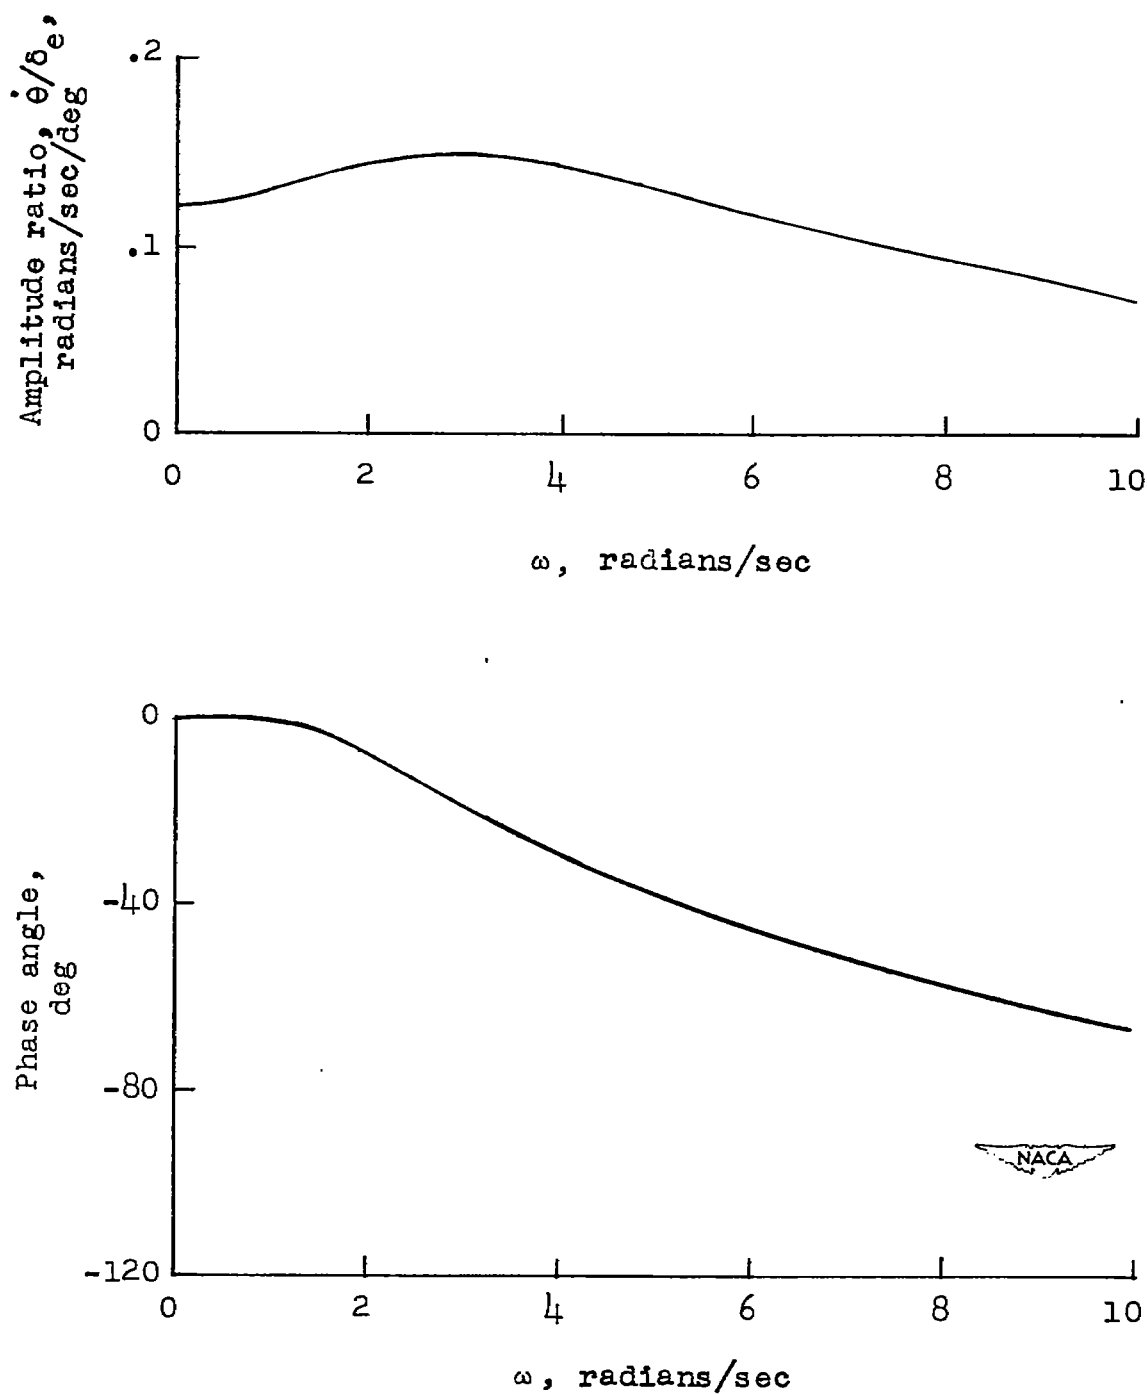 Amplitude ratio, θ̇/δe,
radians/sec/deg
.2
.1
0
0 2 4 6 8 10
ω, radians/sec
Phase angle,
deg
0
-40
-80
-120
NACA
0 2 4 6 8 10
ω, radians/sec